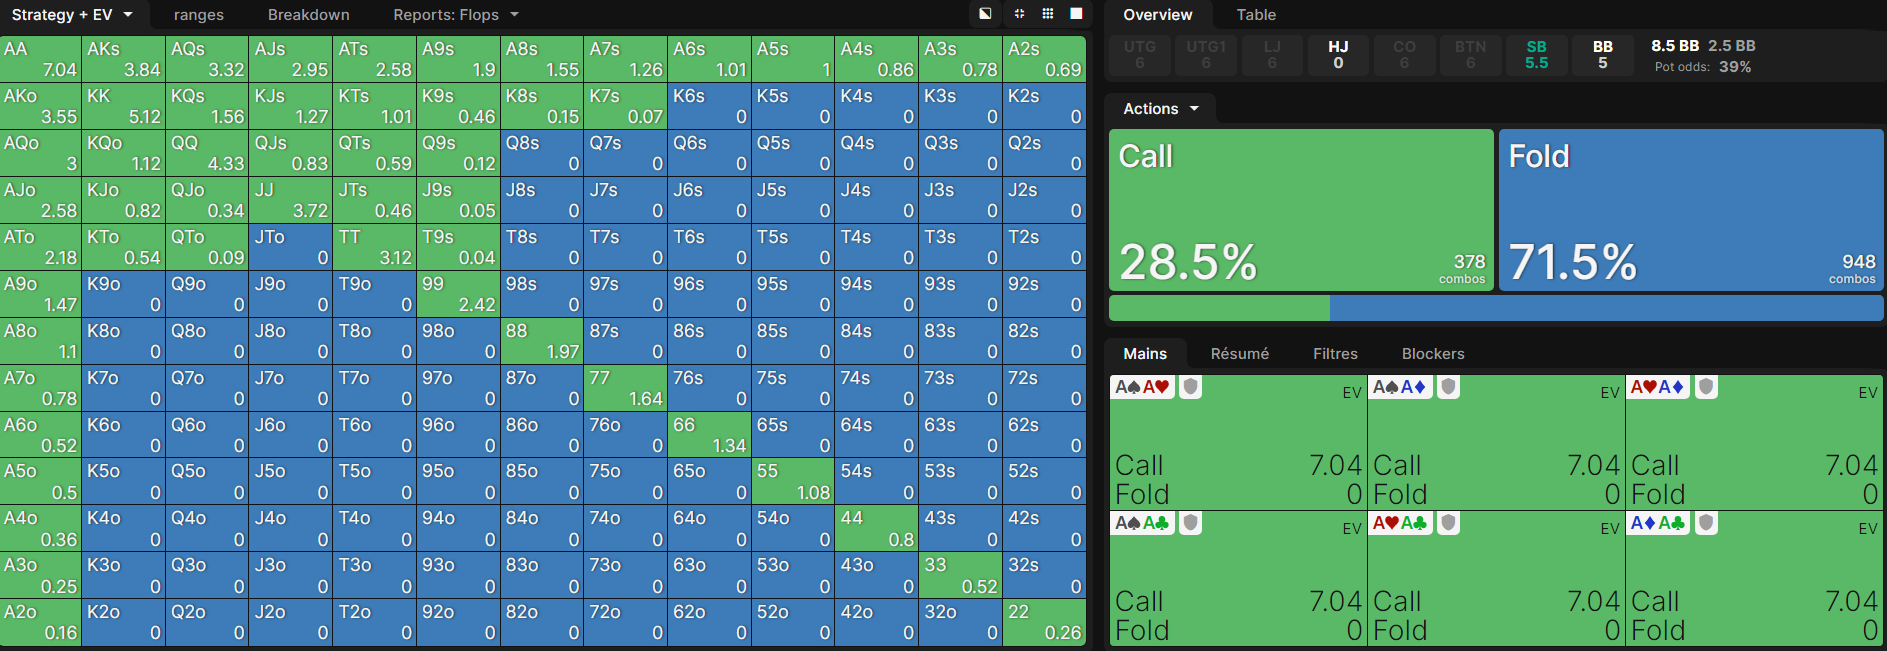 Strategy + EV ranges Breakdown Reports: Flops
AA AKs AQs AJs ATs A9s A8s A7s A6s A5s A4s A3s A2s
7.04 3.84 3.32 2.95 2.58 1.9 1.55 1.26 1.01 1 0.86 0.78 0.69
AKo KK KQs KJs KTs K9s K8s K7s K6s K5s K4s K3s K2s
3.55 5.12 1.56 1.27 1.01 0.46 0.15 0.07 0 0 0 0 0
AQo KQo QQ QJs QTs Q9s Q8s Q7s Q6s Q5s Q4s Q3s Q2s
3 1.12 4.33 0.83 0.59 0.12 0 0 0 0 0 0 0
AJo KJo QJo JJ JTs J9s J8s J7s J6s J5s J4s J3s J2s
2.58 0.82 0.34 3.72 0.46 0.05 0 0 0 0 0 0 0
ATo KTo QTo JTo TT T9s T8s T7s T6s T5s T4s T3s T2s
2.18 0.54 0.09 0 3.12 0.04 0 0 0 0 0 0 0
A9o K9o Q9o J9o T9o 99 98s 97s 96s 95s 94s 93s 92s
1.47 0 0 0 0 2.42 0 0 0 0 0 0 0
A8o K8o Q8o J8o T8o 98o 88 87s 86s 85s 84s 83s 82s
1.1 0 0 0 0 0 1.97 0 0 0 0 0 0
A7o K7o Q7o J7o T7o 97o 87o 77 76s 75s 74s 73s 72s
0.78 0 0 0 0 0 0 1.64 0 0 0 0 0
A6o K6o Q6o J6o T6o 96o 86o 76o 66 65s 64s 63s 62s
0.52 0 0 0 0 0 0 0 1.34 0 0 0 0
A5o K5o Q5o J5o T5o 95o 85o 75o 65o 55 54s 53s 52s
0.5 0 0 0 0 0 0 0 0 1.08 0 0 0
A4o K4o Q4o J4o T4o 94o 84o 74o 64o 54o 44 43s 42s
0.36 0 0 0 0 0 0 0 0 0 0.8 0 0
A3o K3o Q3o J3o T3o 93o 83o 73o 63o 53o 43o 33 32s
0.25 0 0 0 0 0 0 0 0 0 0 0.52 0
A2o K2o Q2o J2o T2o 92o 82o 72o 62o 52o 42o 32o 22
0.16 0 0 0 0 0 0 0 0 0 0 0 0.26
Overview Table
UTG UTG1 LJ HJ CO BTN SB BB
6 6 6 0 6 6 5.5 5
8.5 BB 2.5 BB
Pot odds: 39%
Actions
Call Fold
28.5% 378 combos 71.5% 948 combos
Mains Résumé Filtres Blockers
A♠A♥ EV A♠A♦ EV A♥A♦ EV
Call 7.04 Call 7.04 Call 7.04
Fold 0 Fold 0 Fold 0
A♠A♣ EV A♥A♣ EV A♦A♣ EV
Call 7.04 Call 7.04 Call 7.04
Fold 0 Fold 0 Fold 0